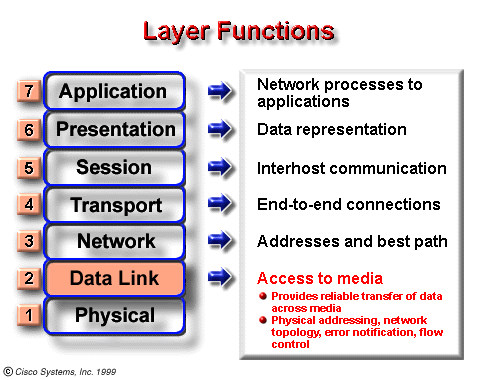 Layer Functions
7 Application Network processes to
applications
6 Presentation Data representation
5 Session Interhost communication
4 Transport End-to-end connections
3 Network Addresses and best path
2 Data Link Access to media
Provides reliable transfer of data
across media
Physical addressing, network
topology, error notification, flow
control
1 Physical
© Cisco Systems, Inc. 1999